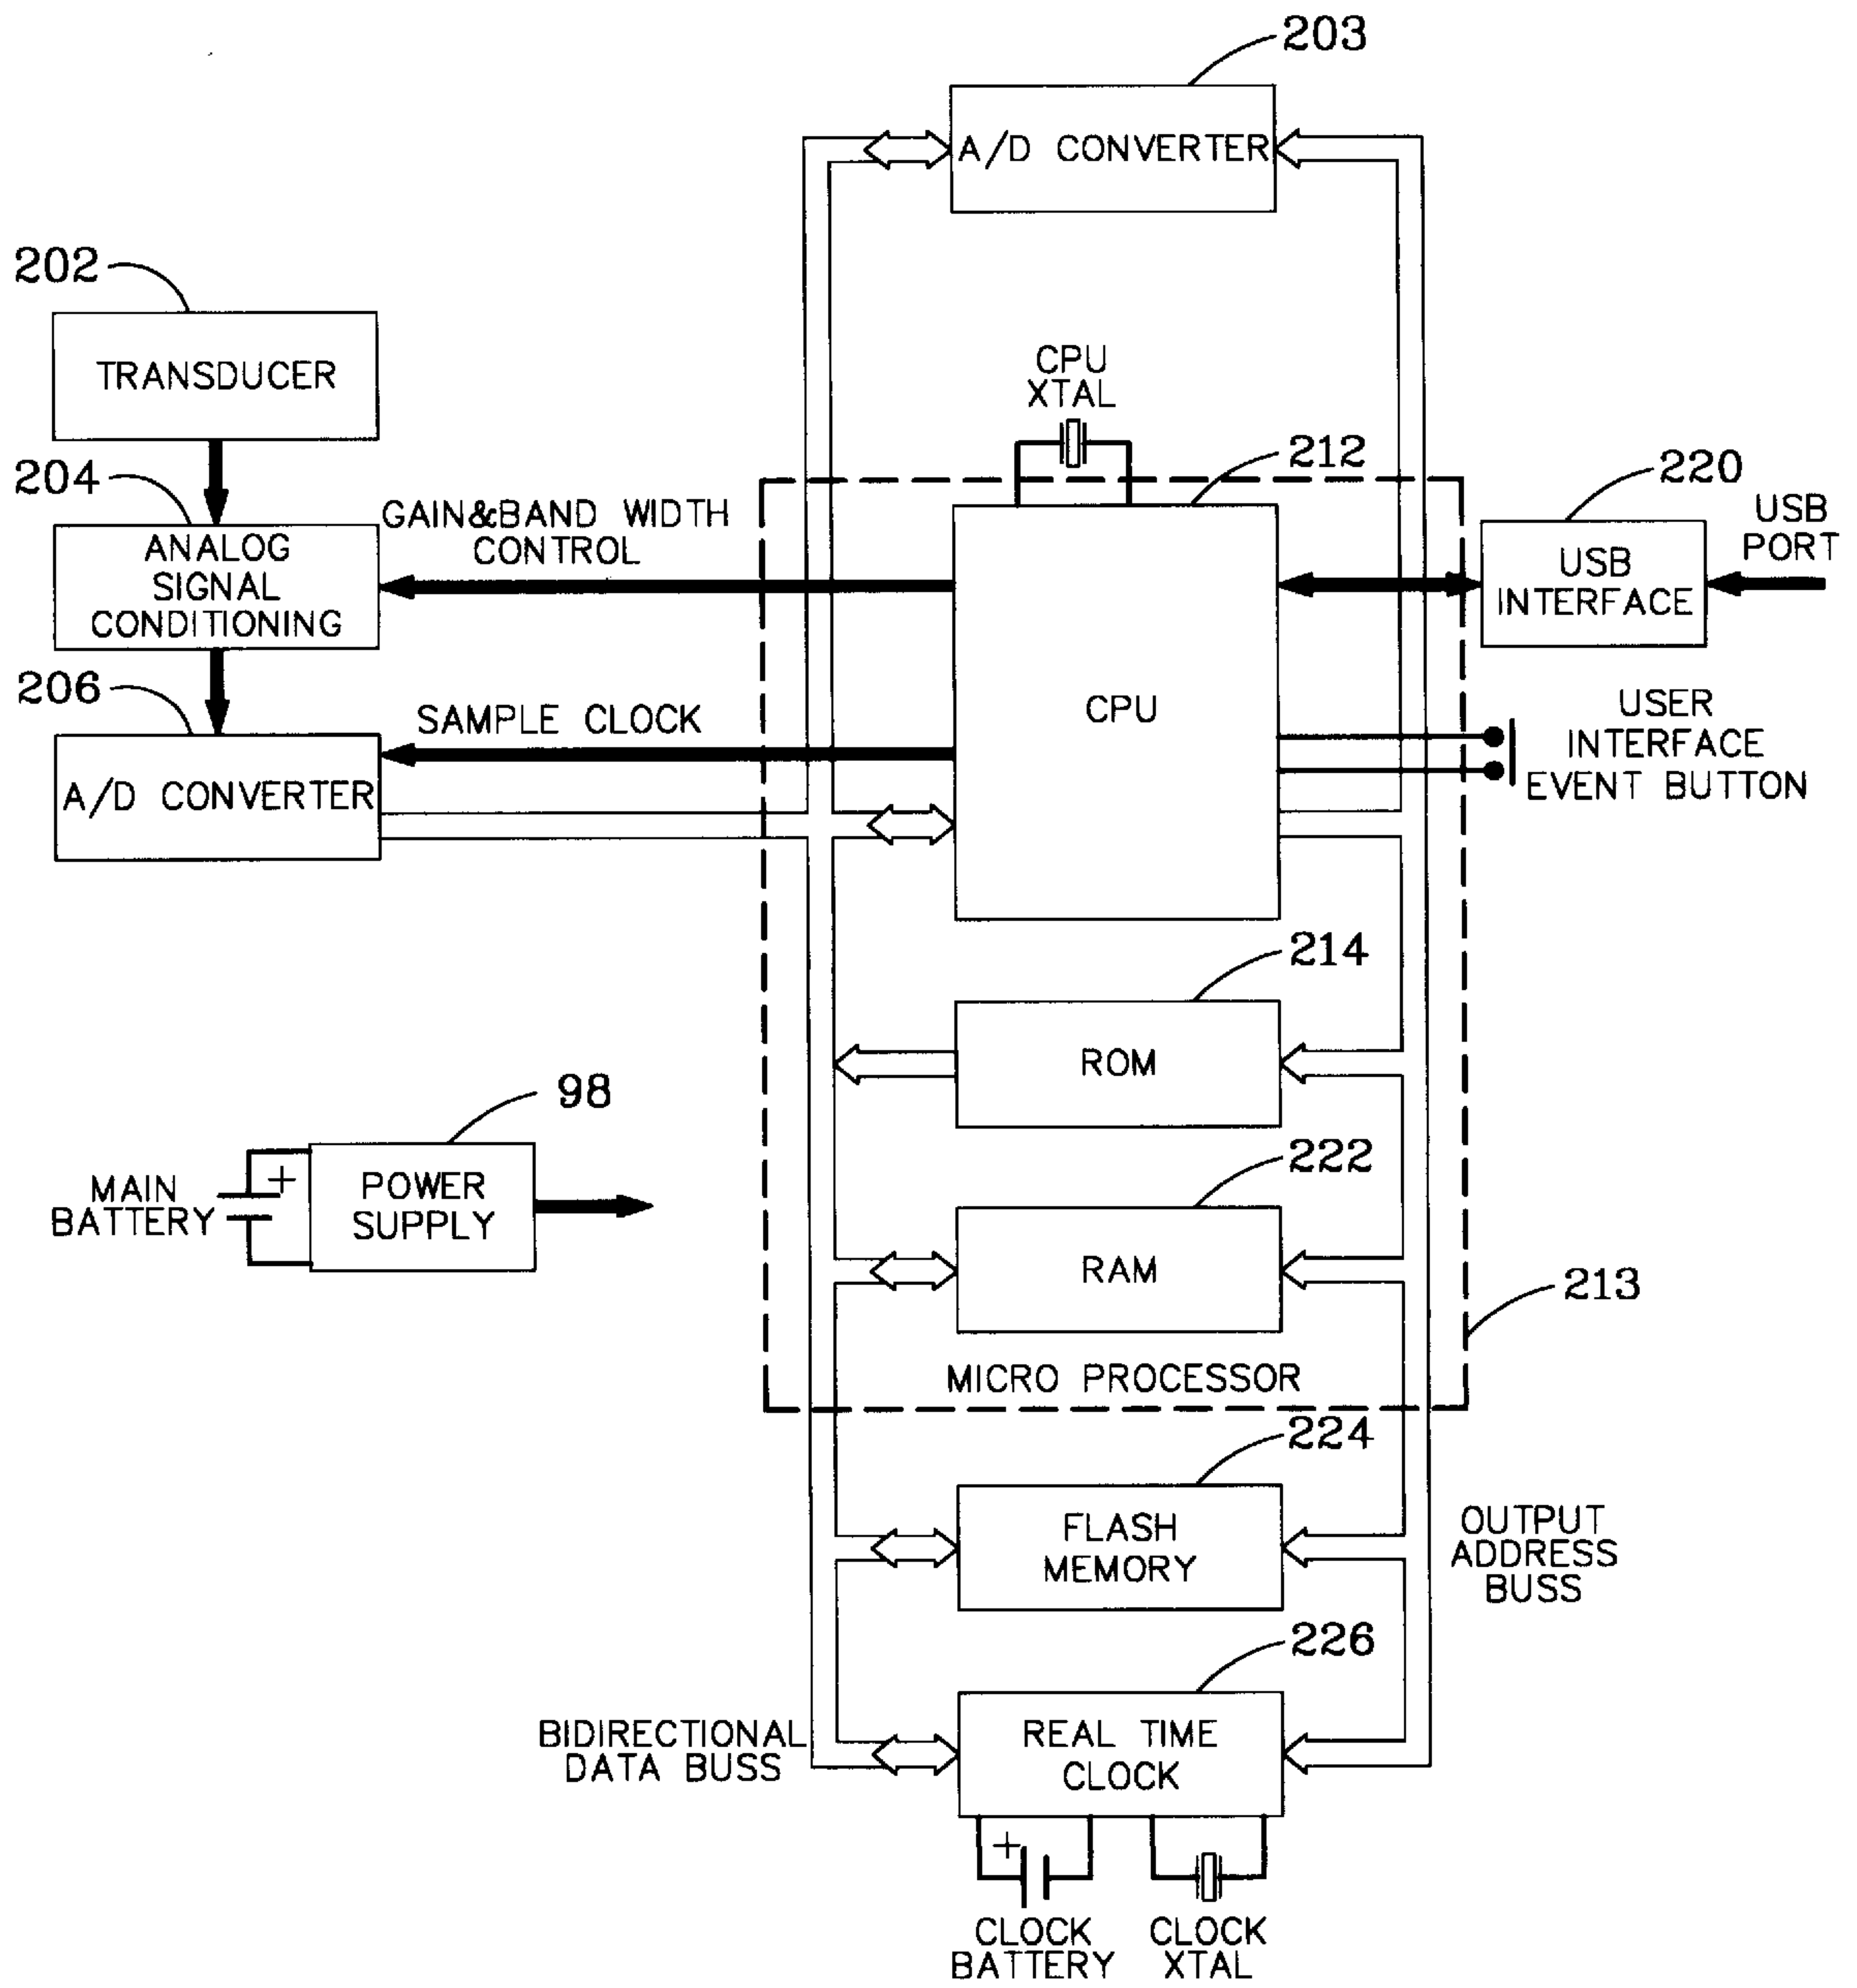 203
A/D CONVERTER
202
TRANSDUCER
CPU
XTAL
204
ANALOG
SIGNAL
CONDITIONING
GAIN&BAND WIDTH
CONTROL
212
220
USB
INTERFACE
USB
PORT
206
A/D CONVERTER
SAMPLE CLOCK
CPU
USER
INTERFACE
EVENT BUTTON
214
ROM
98
MAIN
BATTERY
+
POWER
SUPPLY
222
RAM
213
MICRO PROCESSOR
224
FLASH
MEMORY
OUTPUT
ADDRESS
BUSS
226
REAL TIME
CLOCK
BIDIRECTIONAL
DATA BUSS
+
CLOCK
BATTERY
CLOCK
XTAL